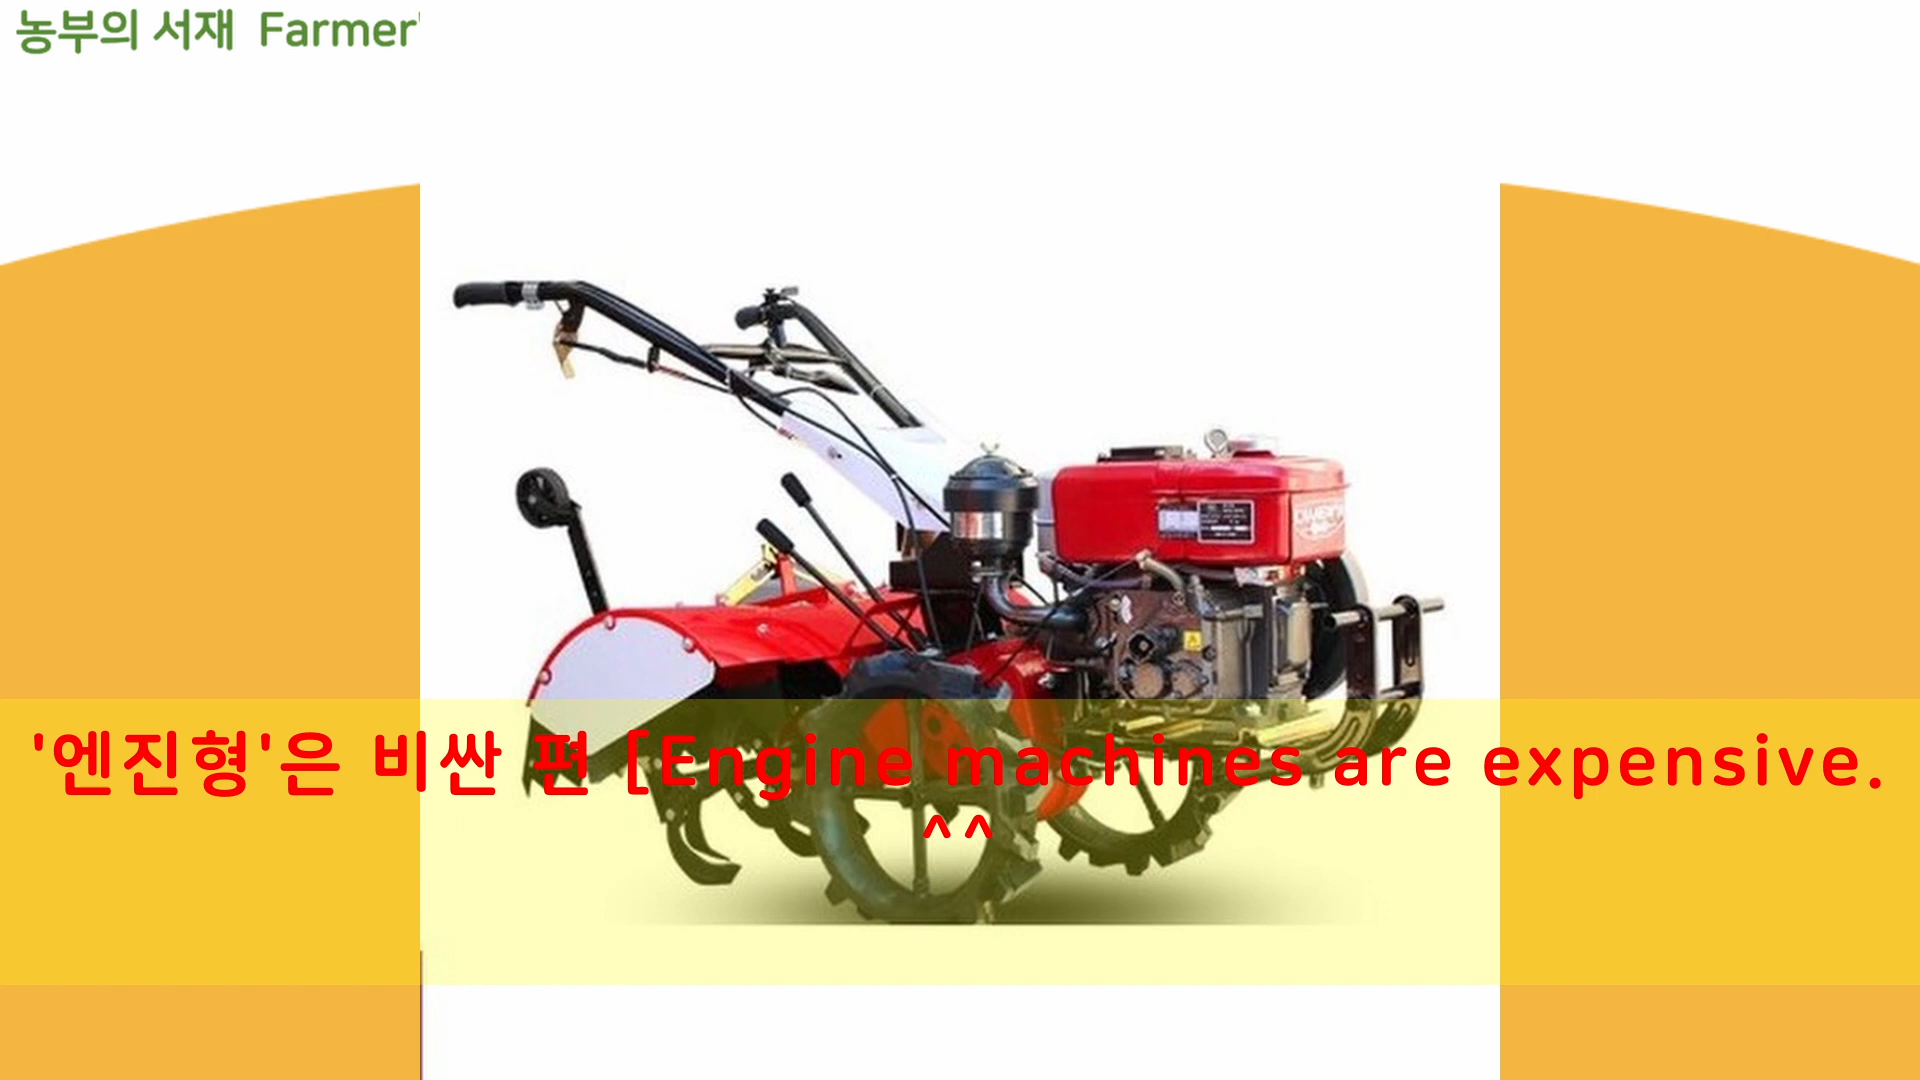 농부의 서재 Farmer'
'엔진형'은 비싼 편 [Engine machines are expensive.
^^